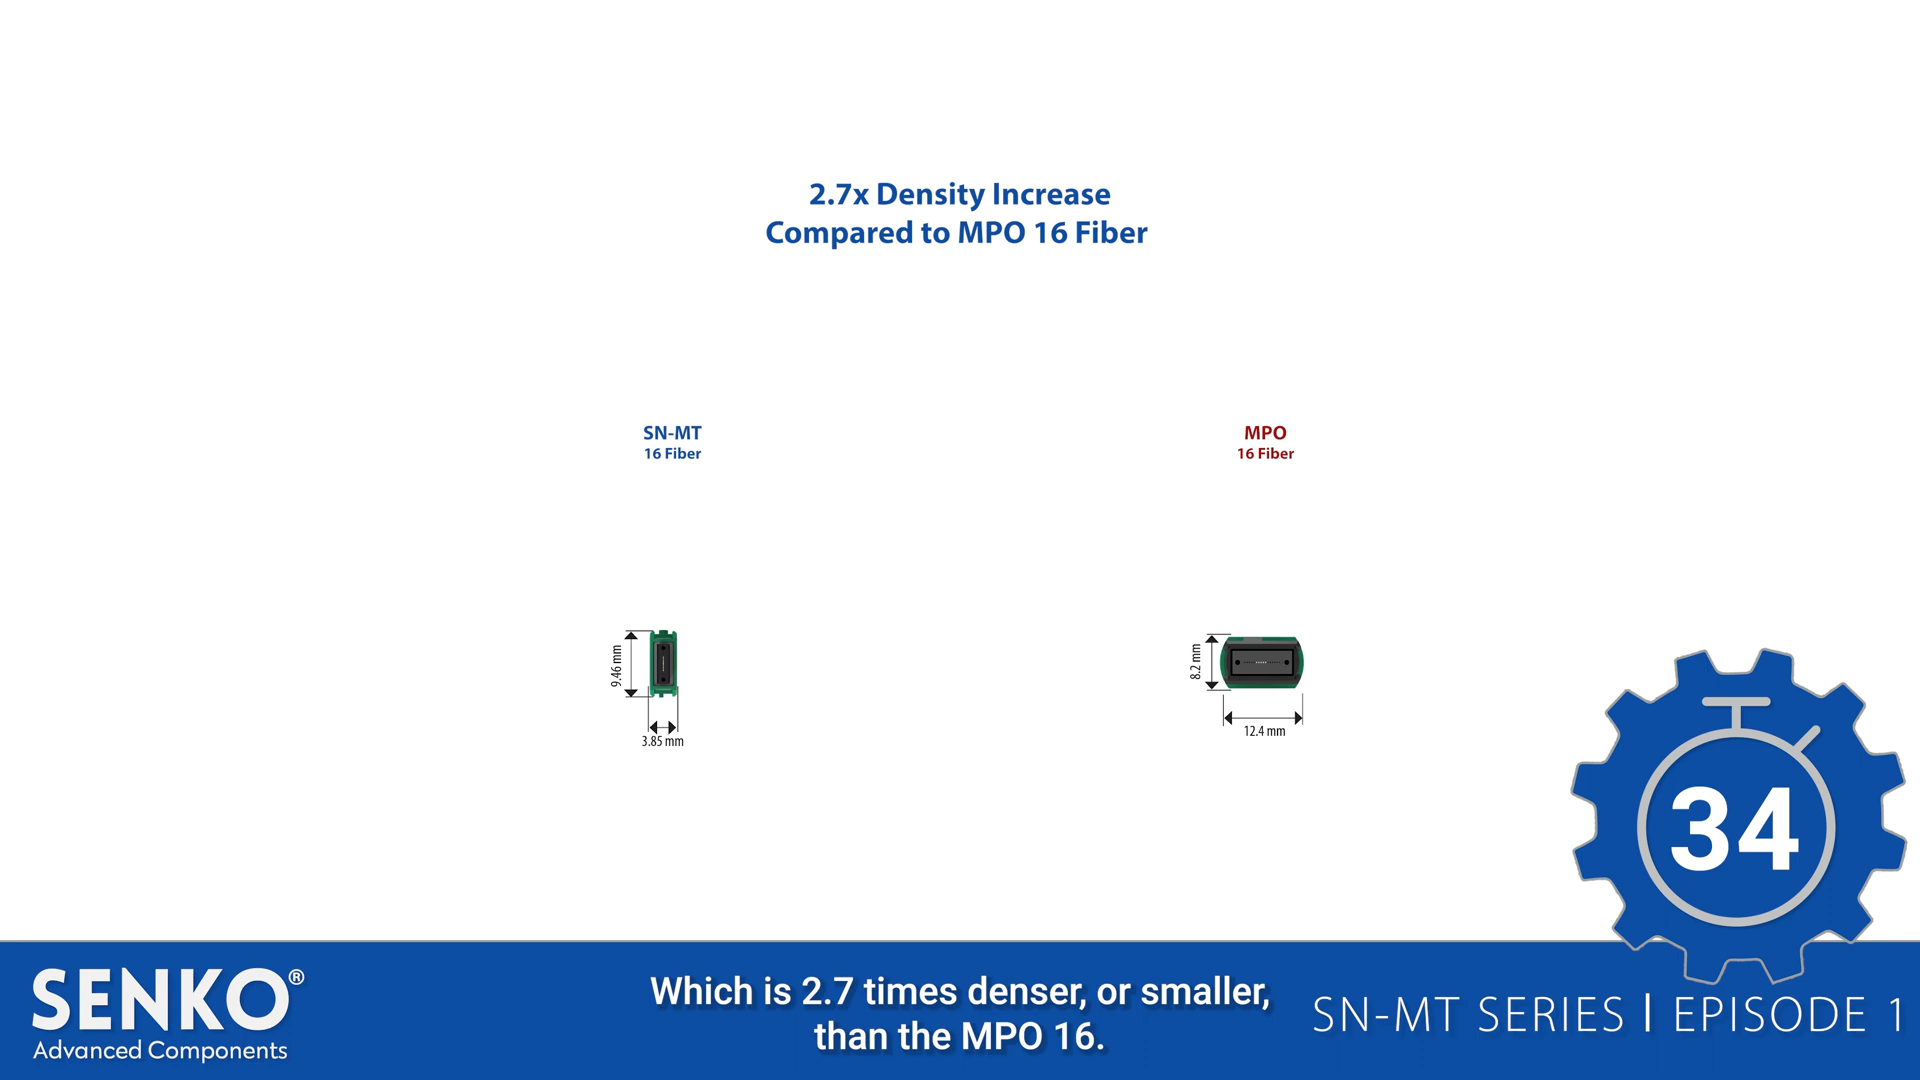 2.7x Density Increase
Compared to MPO 16 Fiber
SN-MT
16 Fiber
MPO
16 Fiber
9.46 mm
3.85 mm
8.2 mm
12.4 mm
34
SENKO®
Advanced Components
Which is 2.7 times denser, or smaller,
than the MPO 16.
SN-MT SERIES | EPISODE 1